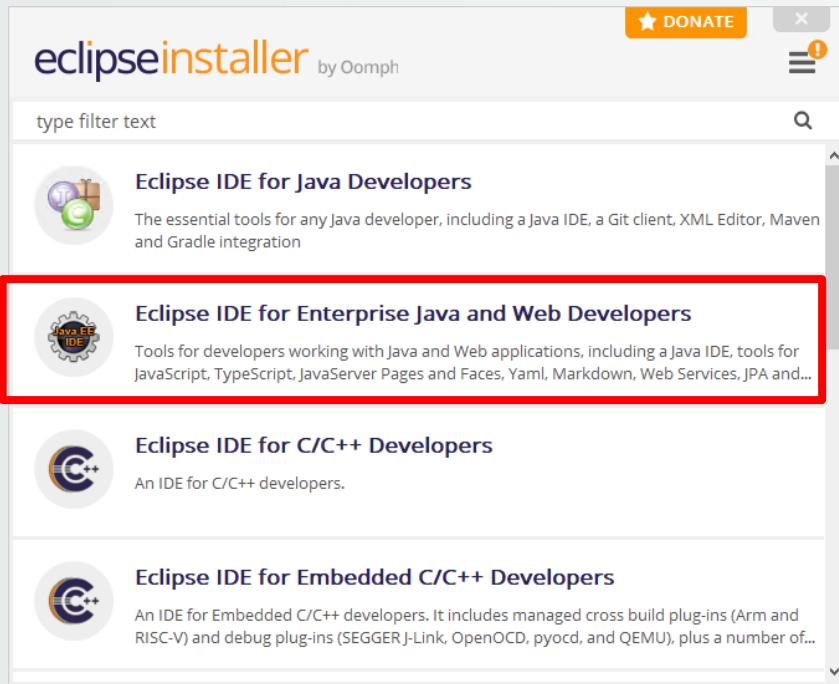 DONATE
eclipseinstaller by Oomph
type filter text
Eclipse IDE for Java Developers
The essential tools for any Java developer, including a Java IDE, a Git client, XML Editor, Maven
and Gradle integration
Eclipse IDE for Enterprise Java and Web Developers
Java EE
IDE
Tools for developers working with Java and Web applications, including a Java IDE, tools for
JavaScript, TypeScript, JavaServer Pages and Faces, Yaml, Markdown, Web Services, JPA and...
Eclipse IDE for C/C++ Developers
C++
An IDE for C/C++ developers.
Eclipse IDE for Embedded C/C++ Developers
C++
An IDE for Embedded C/C++ developers. It includes managed cross build plug-ins (Arm and
RISC-V) and debug plug-ins (SEGGER J-Link, OpenOCD, pyocd, and QEMU), plus a number of...